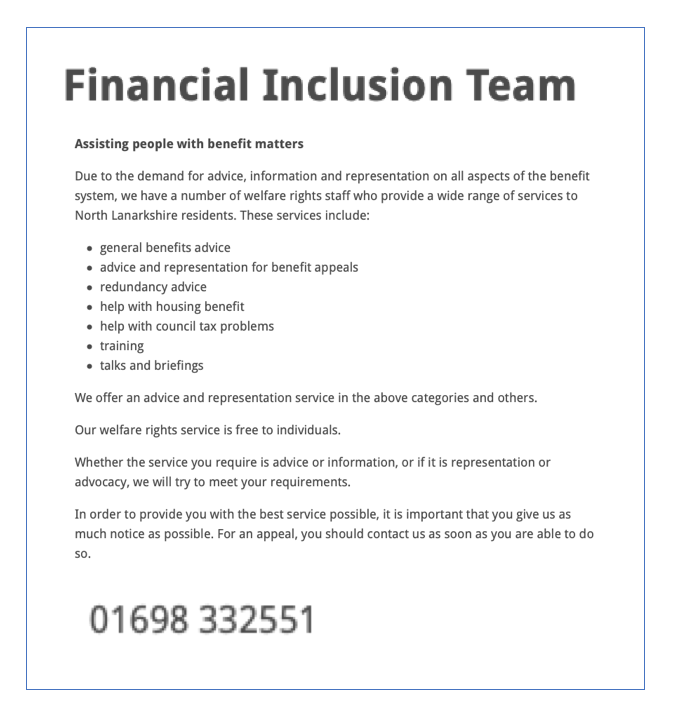 Financial Inclusion Team
Assisting people with benefit matters
Due to the demand for advice, information and representation on all aspects of the benefit
system, we have a number of welfare rights staff who provide a wide range of services to
North Lanarkshire residents. These services include:
• general benefits advice
• advice and representation for benefit appeals
• redundancy advice
• help with housing benefit
• help with council tax problems
• training
• talks and briefings
We offer an advice and representation service in the above categories and others.
Our welfare rights service is free to individuals.
Whether the service you require is advice or information, or if it is representation or
advocacy, we will try to meet your requirements.
In order to provide you with the best service possible, it is important that you give us as
much notice as possible. For an appeal, you should contact us as soon as you are able to do
so.
01698 332551